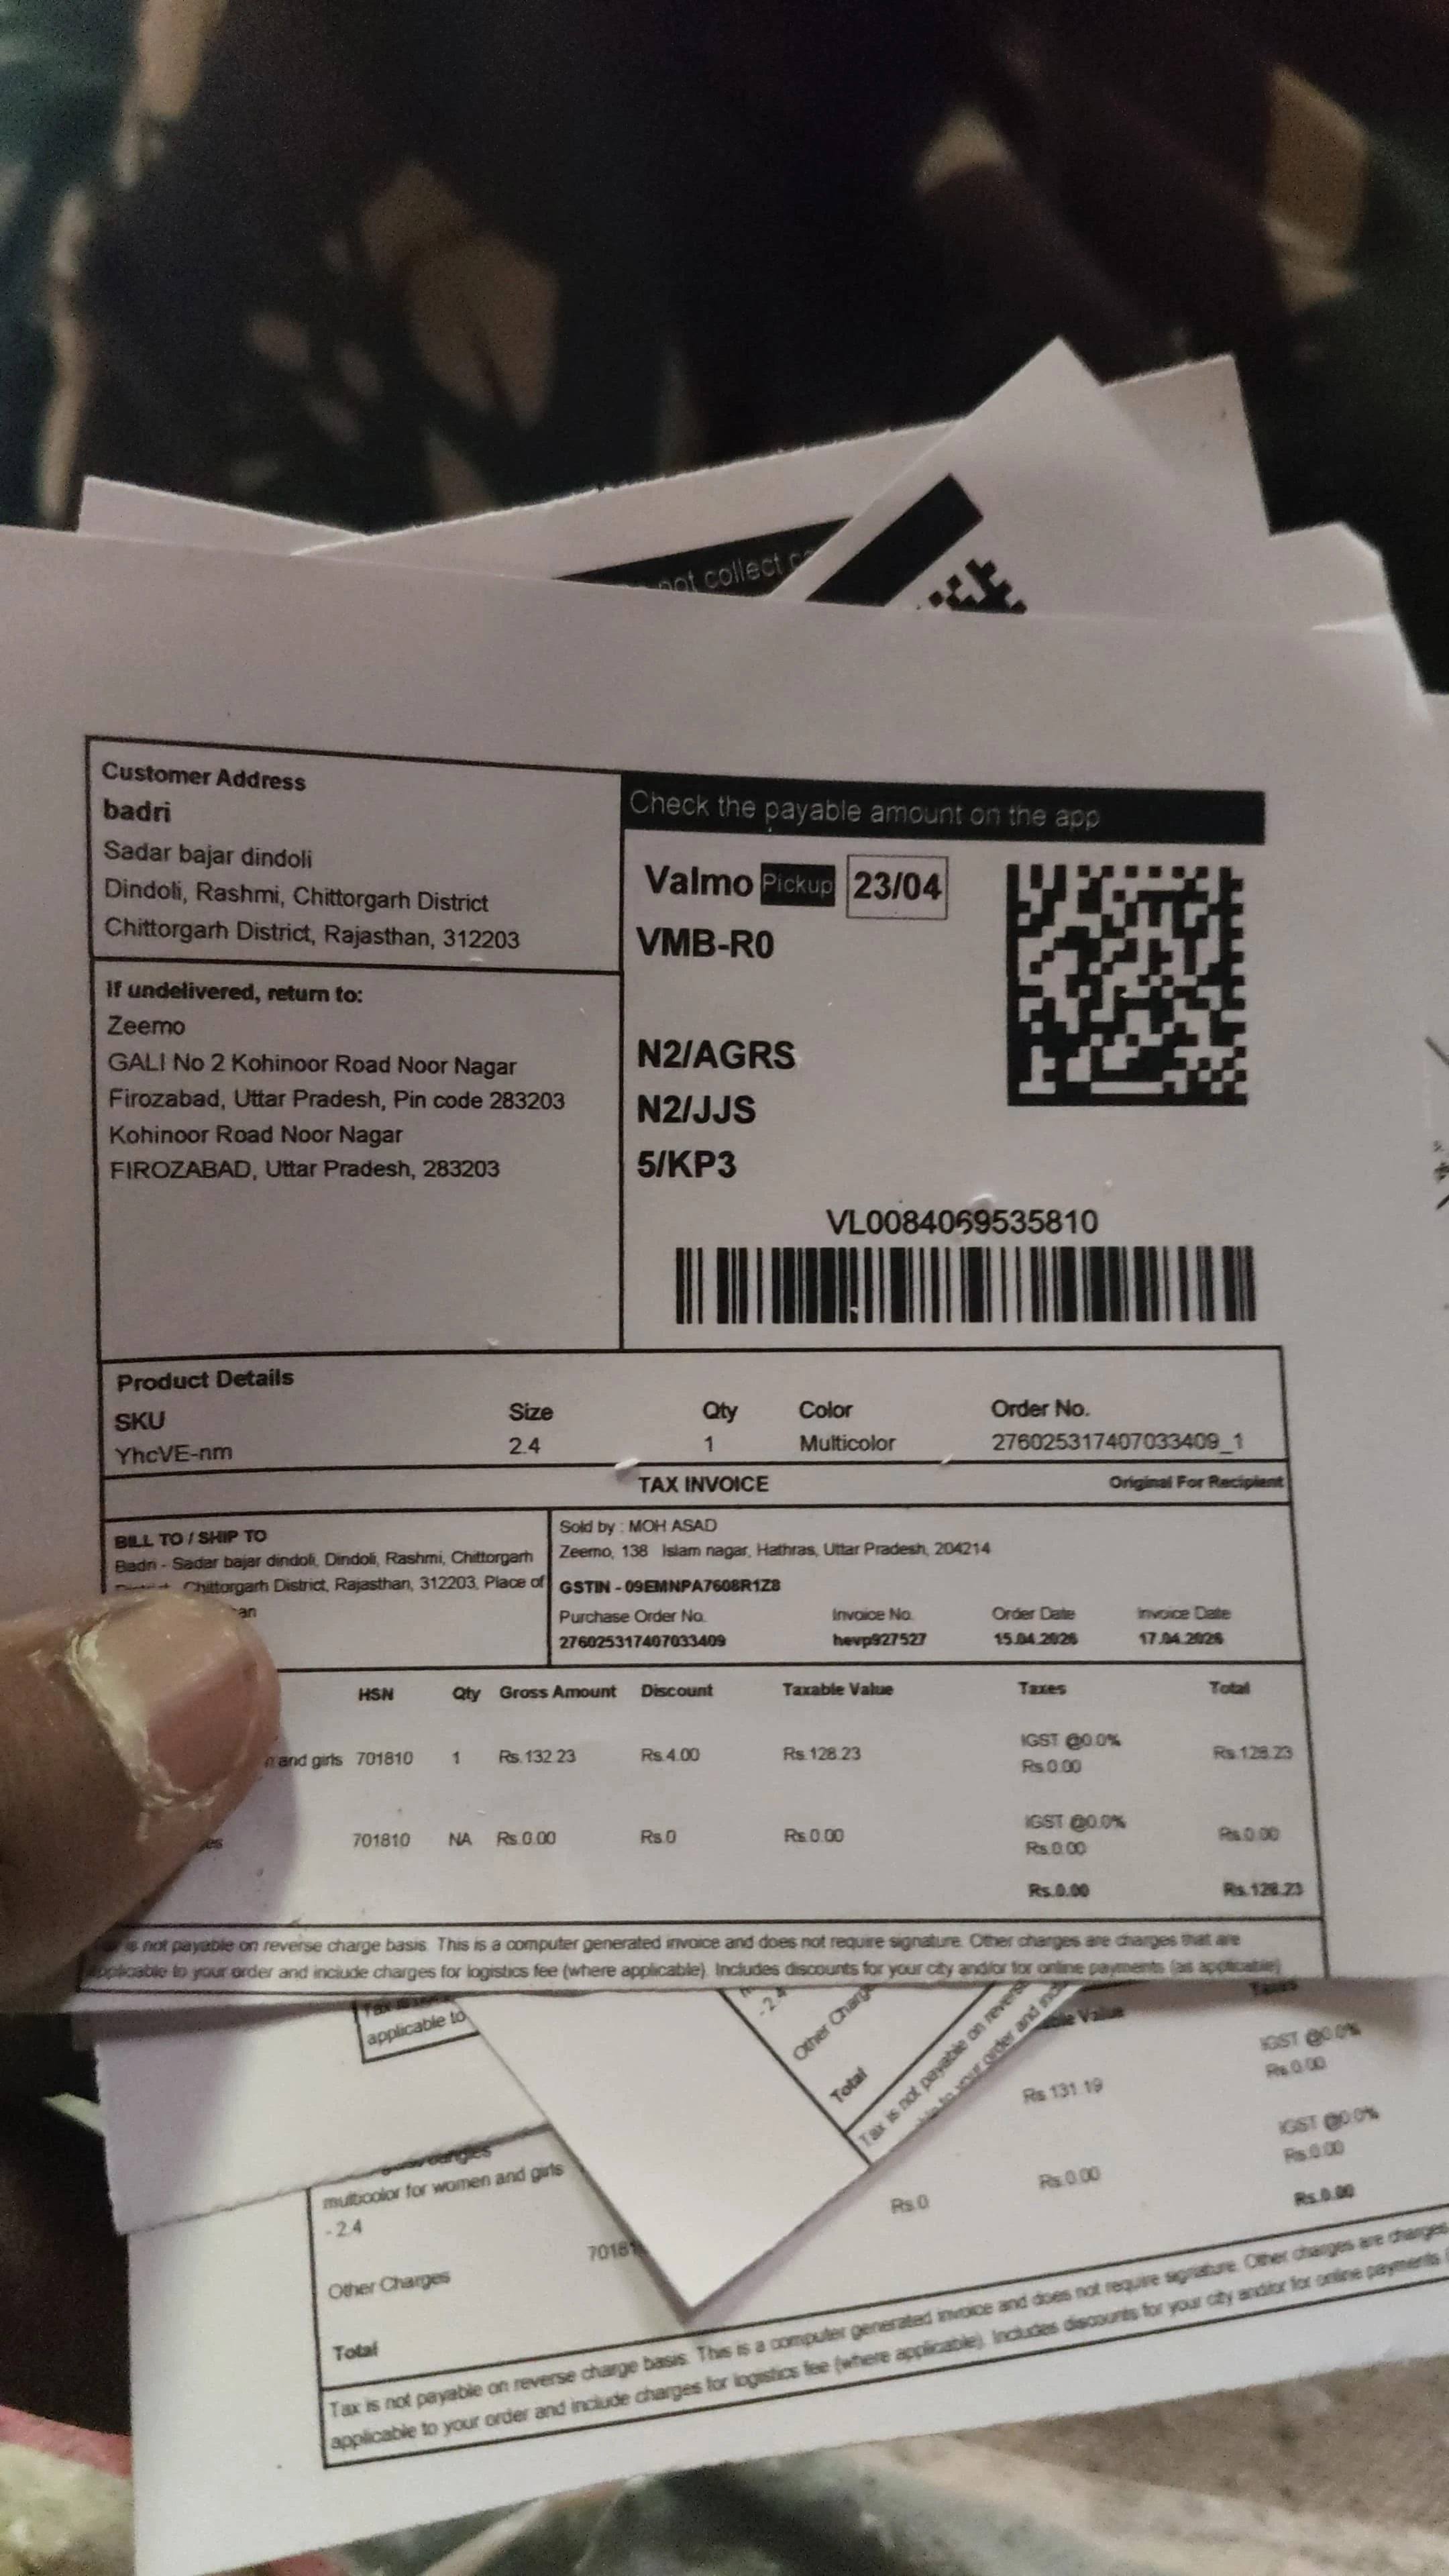 not collect
Customer Address
badri
Sadar bajar dindoli
Dindoli, Rashmi, Chittorgarh District
Chittorgarh District, Rajasthan, 312203
If undelivered, return to:
Zeemo
GALI No 2 Kohinoor Road Noor Nagar
Firozabad, Uttar Pradesh, Pin code 283203
Kohinoor Road Noor Nagar
FIROZABAD, Uttar Pradesh, 283203
Check the payable amount on the app
Valmo Pickup 23/04
VMB-R0
N2/AGRS
N2/JJS
5/KP3
VL0084069535810
Product Details
SKU Size Qty Color Order No.
YhcVE-nm 2.4 1 Multicolor 276025317407033409_1
TAX INVOICE Original For Recipient
BILL TO / SHIP TO
Badri - Sadar bajar dindoli, Dindoli, Rashmi, Chittorgarh
Chittorgarh District, Rajasthan, 312203, Place of
Sold by : MOH ASAD
Zeemo, 138 Islam nagar, Hathras, Uttar Pradesh, 204214
GSTIN - 09EMNPA7608R1Z8
Purchase Order No. Invoice No. Order Date Invoice Date
276025317407033409 hevp927527 15.04.2026 17.04.2026
HSN Qty Gross Amount Discount Taxable Value Taxes Total
and girls 701810 1 Rs.132.23 Rs.4.00 Rs.128.23 IGST @0.0% Rs.128.23
Rs.0.00
701810 NA Rs.0.00 Rs.0 Rs.0.00 IGST @0.0% Rs.0.00
Rs.0.00
Rs.0.00 Rs.128.23
is not payable on reverse charge basis. This is a computer generated invoice and does not require signature. Other charges are charges that are
applicable to your order and include charges for logistics fee (where applicable). Includes discounts for your city and/or for online payments (as applicable)
applicable to
- 2.4
Other Charges
Total
Tax is not payable on reverse
your order and
Value Taxes
IGST @0.0%
Rs.131.19 Rs.0.00
IGST @0.0%
Rs.0 Rs.0.00 Rs.0.00
Rs.0.00
bangles
multicolor for women and girls
- 2.4
Other Charges
Total
Tax is not payable on reverse charge basis. This is a computer generated invoice and does not require signature. Other charges are charges
applicable to your order and include charges for logistics fee (where applicable). Includes discounts for your city and/or for online payments